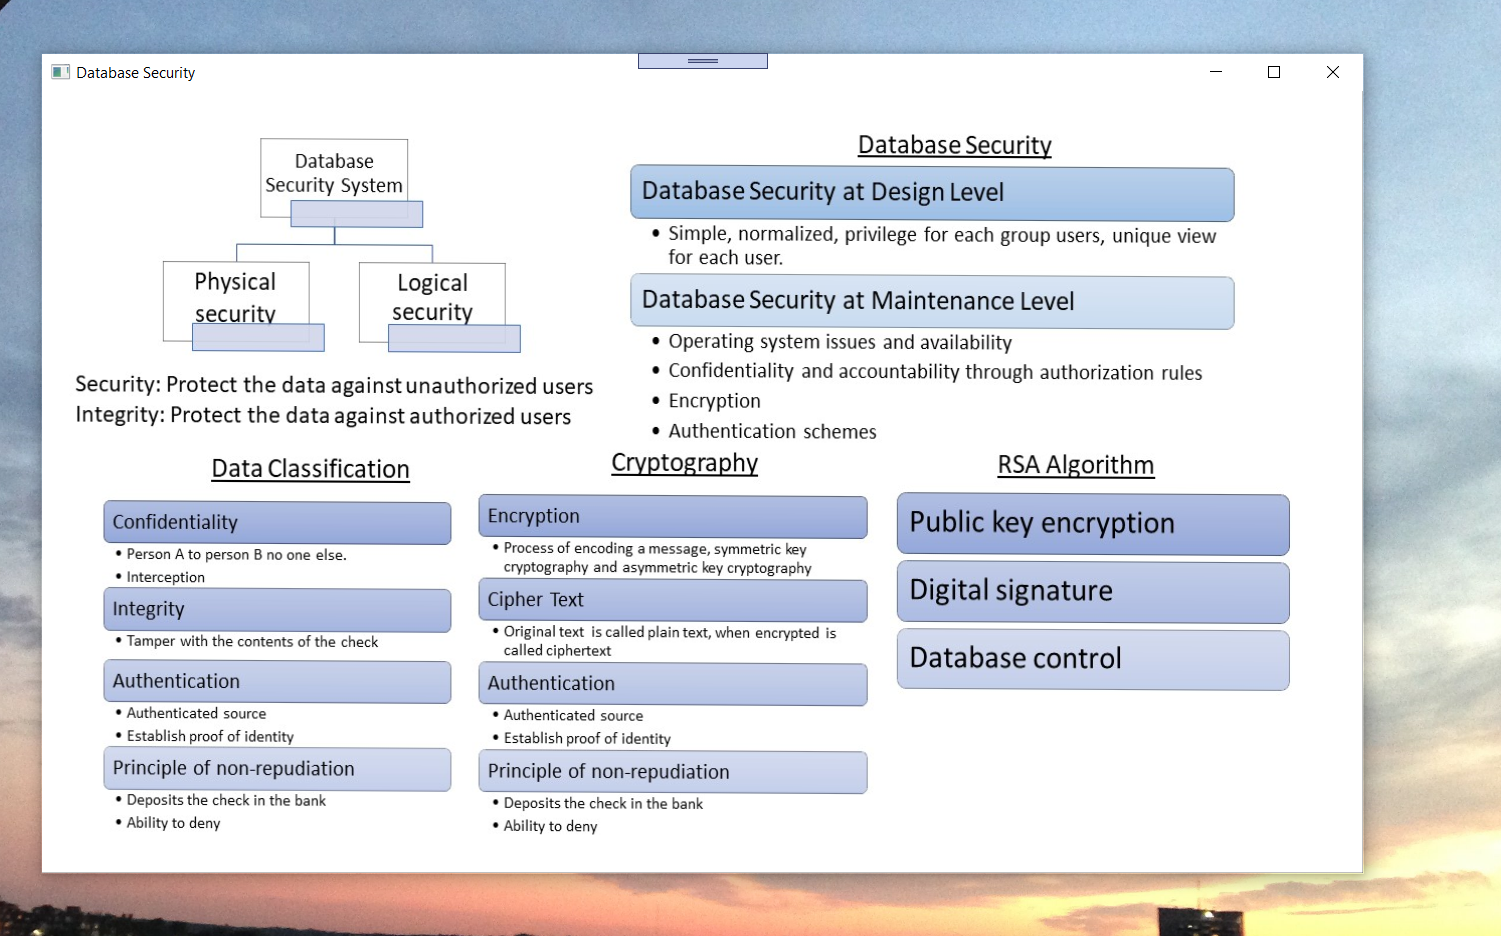 Database Security
Database
Security System
Physical
security
Logical
security
Security: Protect the data against unauthorized users
Integrity: Protect the data against authorized users
Database Security
Database Security at Design Level
• Simple, normalized, privilege for each group users, unique view
for each user.
Database Security at Maintenance Level
• Operating system issues and availability
• Confidentiality and accountability through authorization rules
• Encryption
• Authentication schemes
Data Classification
Confidentiality
• Person A to person B no one else.
• Interception
Integrity
• Tamper with the contents of the check
Authentication
• Authenticated source
• Establish proof of identity
Principle of non-repudiation
• Deposits the check in the bank
• Ability to deny
Cryptography
Encryption
• Process of encoding a message, symmetric key
cryptography and asymmetric key cryptography
Cipher Text
• Original text is called plain text, when encrypted is
called ciphertext
Authentication
• Authenticated source
• Establish proof of identity
Principle of non-repudiation
• Deposits the check in the bank
• Ability to deny
RSA Algorithm
Public key encryption
Digital signature
Database control